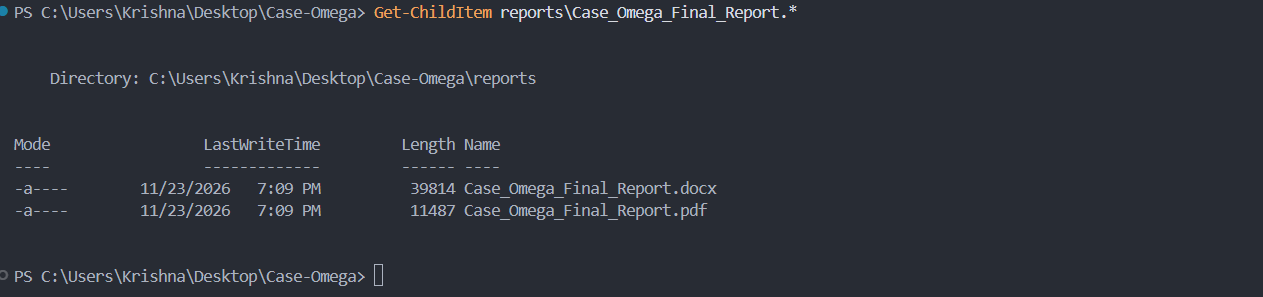 PS C:\Users\Krishna\Desktop\Case-Omega> Get-ChildItem reports\Case_Omega_Final_Report.*
Directory: C:\Users\Krishna\Desktop\Case-Omega\reports
Mode LastWriteTime Length Name
---- ------------- ------ ----
-a---- 11/23/2026 7:09 PM 39814 Case_Omega_Final_Report.docx
-a---- 11/23/2026 7:09 PM 11487 Case_Omega_Final_Report.pdf
PS C:\Users\Krishna\Desktop\Case-Omega>